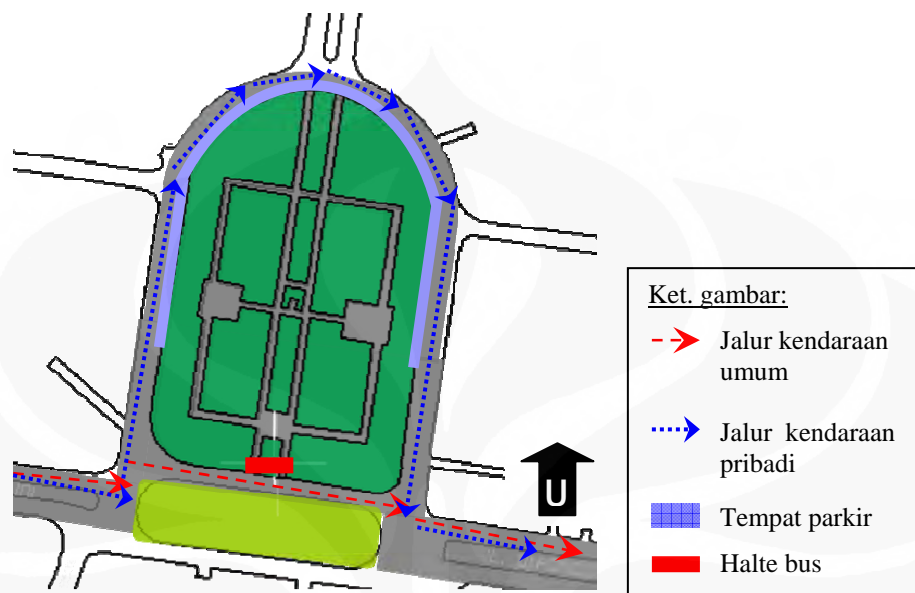 Ket. gambar:
Jalur kendaraan
umum
Jalur kendaraan
pribadi
U
Tempat parkir
Halte bus